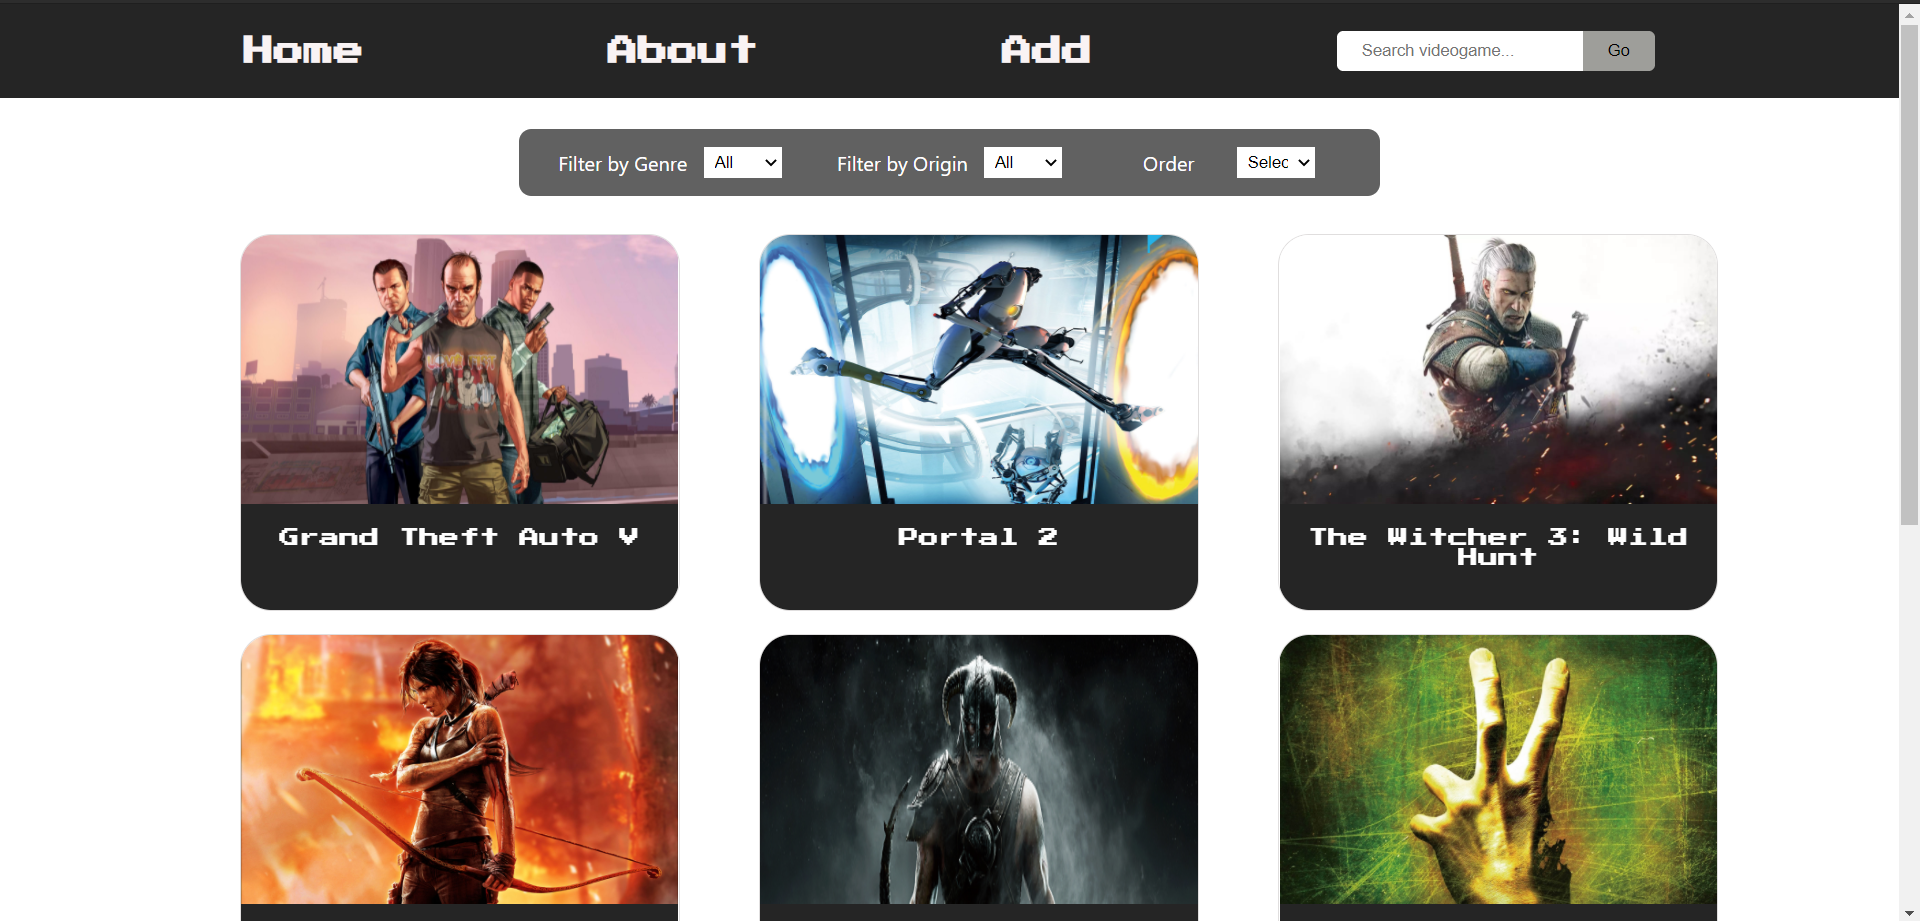 Home About Add Search videogame... Go
Filter by Genre All Filter by Origin All Order Selec
Grand Theft Auto V
Portal 2
The Witcher 3: Wild
Hunt